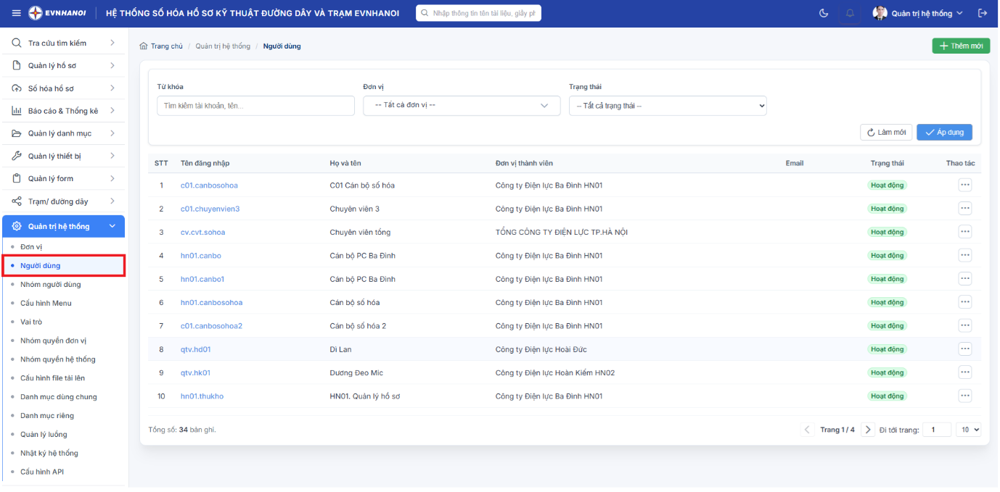 EVNHANOI
HỆ THỐNG SỐ HÓA HỒ SƠ KỸ THUẬT ĐƯỜNG DÂY VÀ TRẠM EVNHANOI
Nhập thông tin tên tài liệu, giấy ph
Quản trị hệ thống
Tra cứu tìm kiếm
Quản lý hồ sơ
Số hóa hồ sơ
Báo cáo & Thống kê
Quản lý danh mục
Quản lý thiết bị
Quản lý form
Trạm/ đường dây
Quản trị hệ thống
Đơn vị
Người dùng
Nhóm người dùng
Cấu hình Menu
Vai trò
Nhóm quyền đơn vị
Nhóm quyền hệ thống
Cấu hình file tải lên
Danh mục dùng chung
Danh mục riêng
Quản lý luồng
Nhật ký hệ thống
Cấu hình API
Trang chủ / Quản trị hệ thống / Người dùng
Thêm mới
Từ khóa Đơn vị Trạng thái
Tìm kiếm tài khoản, tên... -- Tất cả đơn vị -- -- Tất cả trạng thái --
Làm mới Áp dụng
STT Tên đăng nhập Họ và tên Đơn vị thành viên Email Trạng thái Thao tác
1 c01.canbosohoa C01 Cán bộ số hóa Công ty Điện lực Ba Đình HN01 Hoạt động ...
2 c01.chuyenvien3 Chuyên viên 3 Công ty Điện lực Ba Đình HN01 Hoạt động ...
3 cv.cvt.sohoa Chuyên viên tổng TỔNG CÔNG TY ĐIỆN LỰC TP.HÀ NỘI Hoạt động ...
4 hn01.canbo Cán bộ PC Ba Đình Công ty Điện lực Ba Đình HN01 Hoạt động ...
5 hn01.canbo1 Cán bộ PC Ba Đình Công ty Điện lực Ba Đình HN01 Hoạt động ...
6 hn01.canbosohoa Cán bộ số hóa Công ty Điện lực Ba Đình HN01 Hoạt động ...
7 c01.canbosohoa2 Cán bộ số hóa 2 Công ty Điện lực Ba Đình HN01 Hoạt động ...
8 qtv.hd01 Dì Lan Công ty Điện lực Hoài Đức Hoạt động ...
9 qtv.hk01 Dương Đeo Mic Công ty Điện lực Hoàn Kiếm HN02 Hoạt động ...
10 hn01.thukho HN01. Quản lý hồ sơ Công ty Điện lực Ba Đình HN01 Hoạt động ...
Tổng số: 34 bản ghi. Trang 1 / 4 Đi tới trang: 1 10